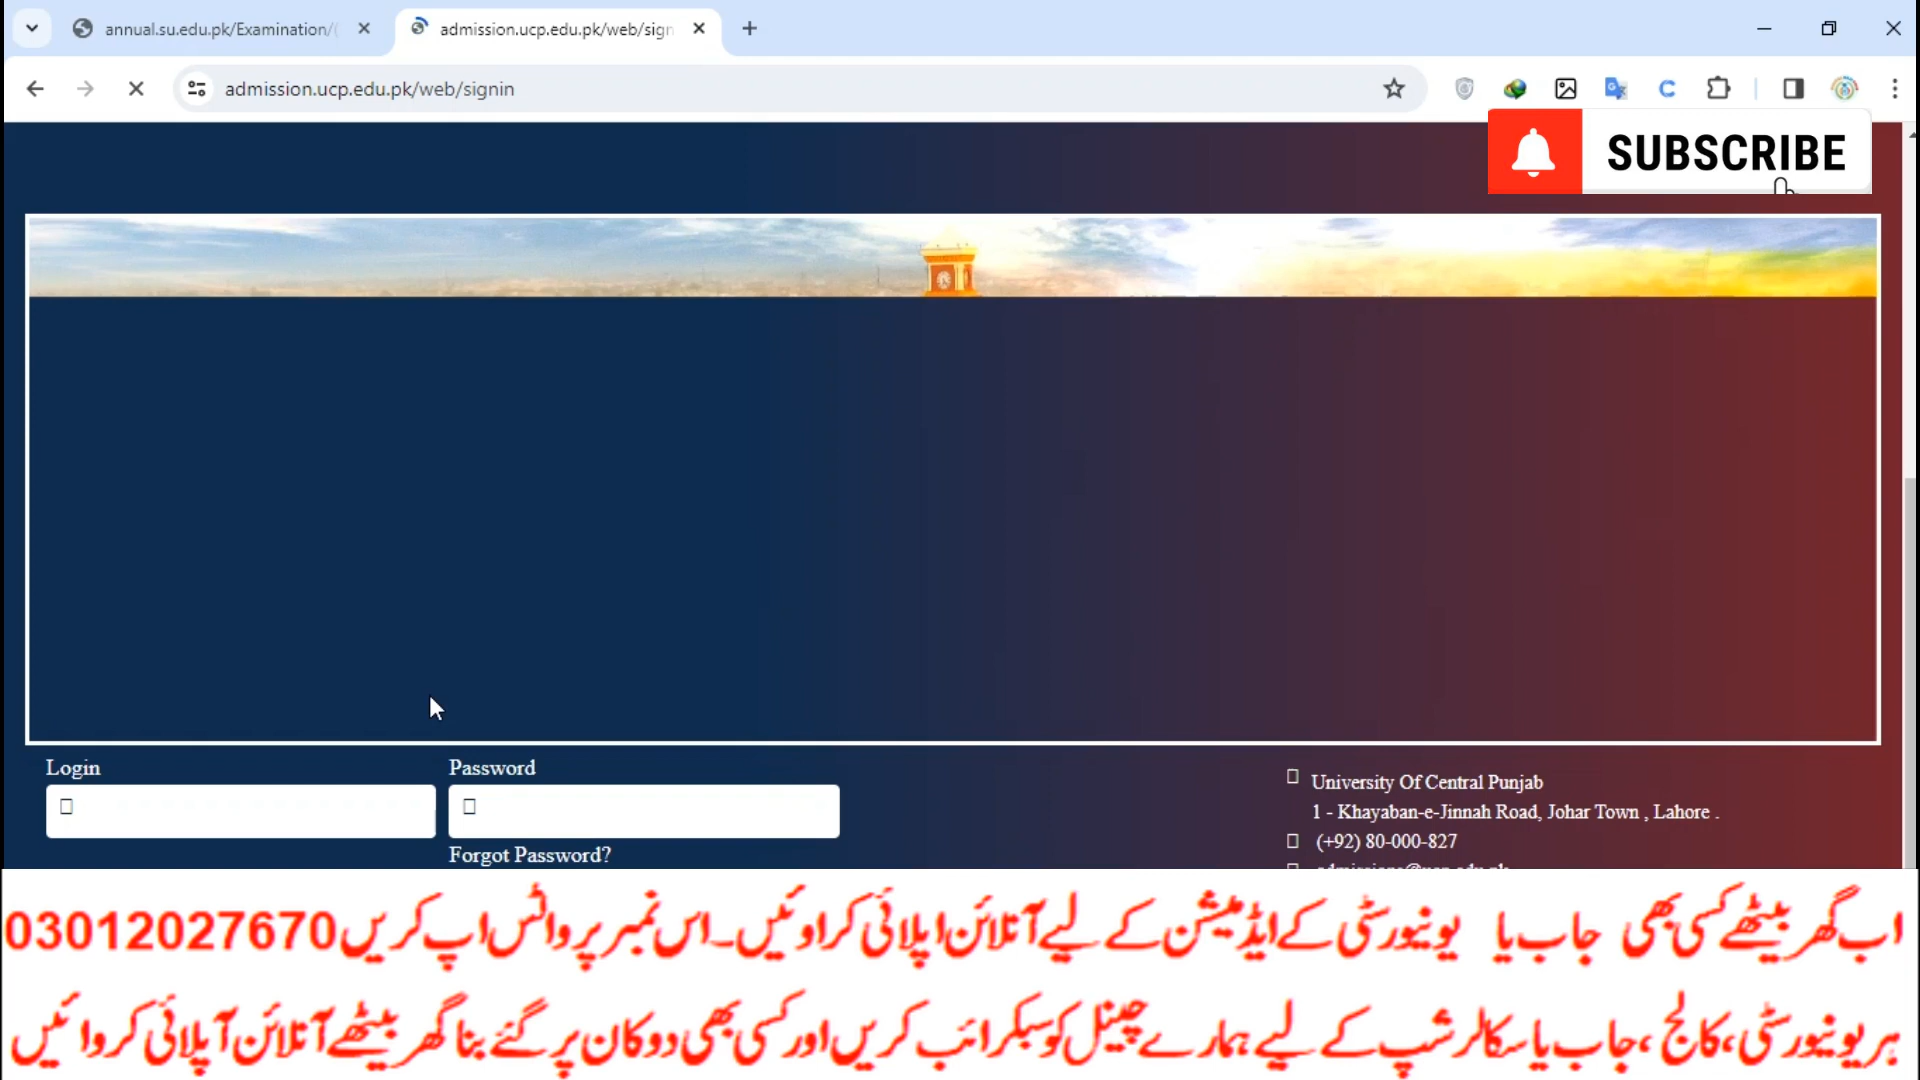 annual.su.edu.pk/Examination/(
admission.ucp.edu.pk/web/sign
admission.ucp.edu.pk/web/signin
SUBSCRIBE
Login
Password
Forgot Password?
University Of Central Punjab
1 - Khayaban-e-Jinnah Road, Johar Town , Lahore .
(+92) 80-000-827
اب گھر بیٹھے کسی بھی جاب یا یونیورسٹی کے ایڈمیشن کے لیے آنلائن اپلائی کراوئیں۔اس نمبر پر واٹس اپ کریں03012027670
ہر یونیورسٹی، کالج ،جاب یا سکالرشپ کے لیے ہمارے چینل کو سبکرائب کریں اور کسی بھی دوکان پر گئے بنا گھر بیٹھے آنلائن آپلائی کروائیں